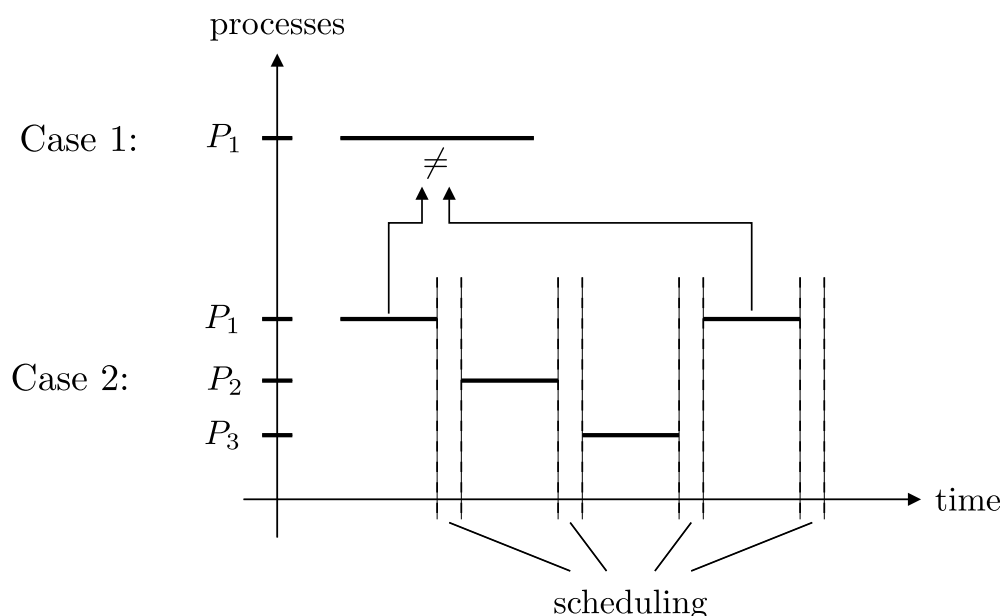 processes
Case 1: P₁
≠
P₁
Case 2: P₂
P₃
time
scheduling